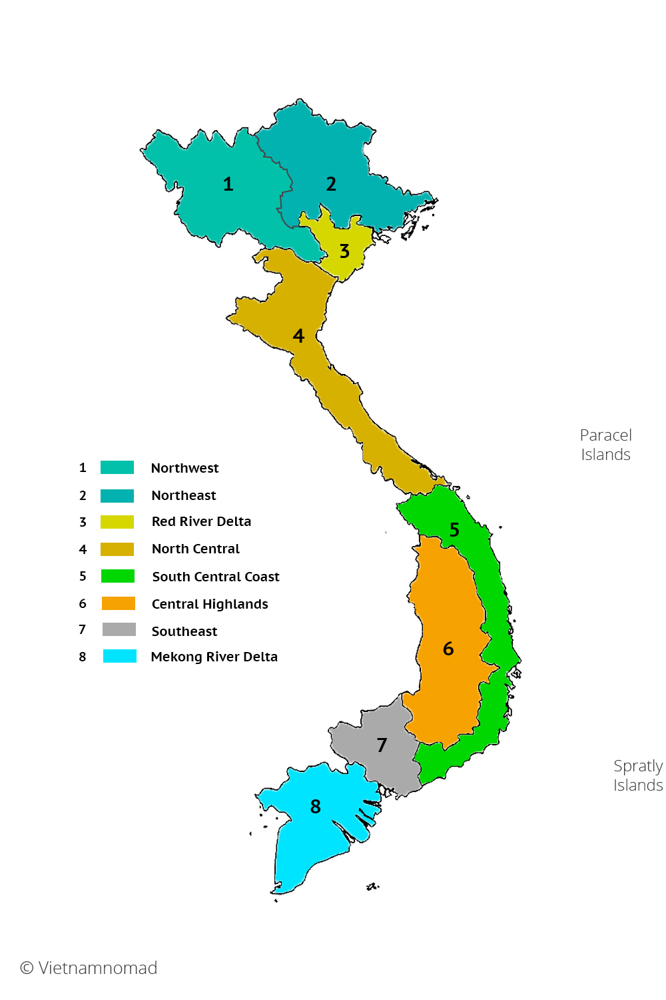 1
2
3
4
Paracel
Islands
1 Northwest
2 Northeast
3 Red River Delta
4 North Central
5 South Central Coast
6 Central Highlands
7 Southeast
8 Mekong River Delta
5
6
7
8
Spratly
Islands
© Vietnamnomad